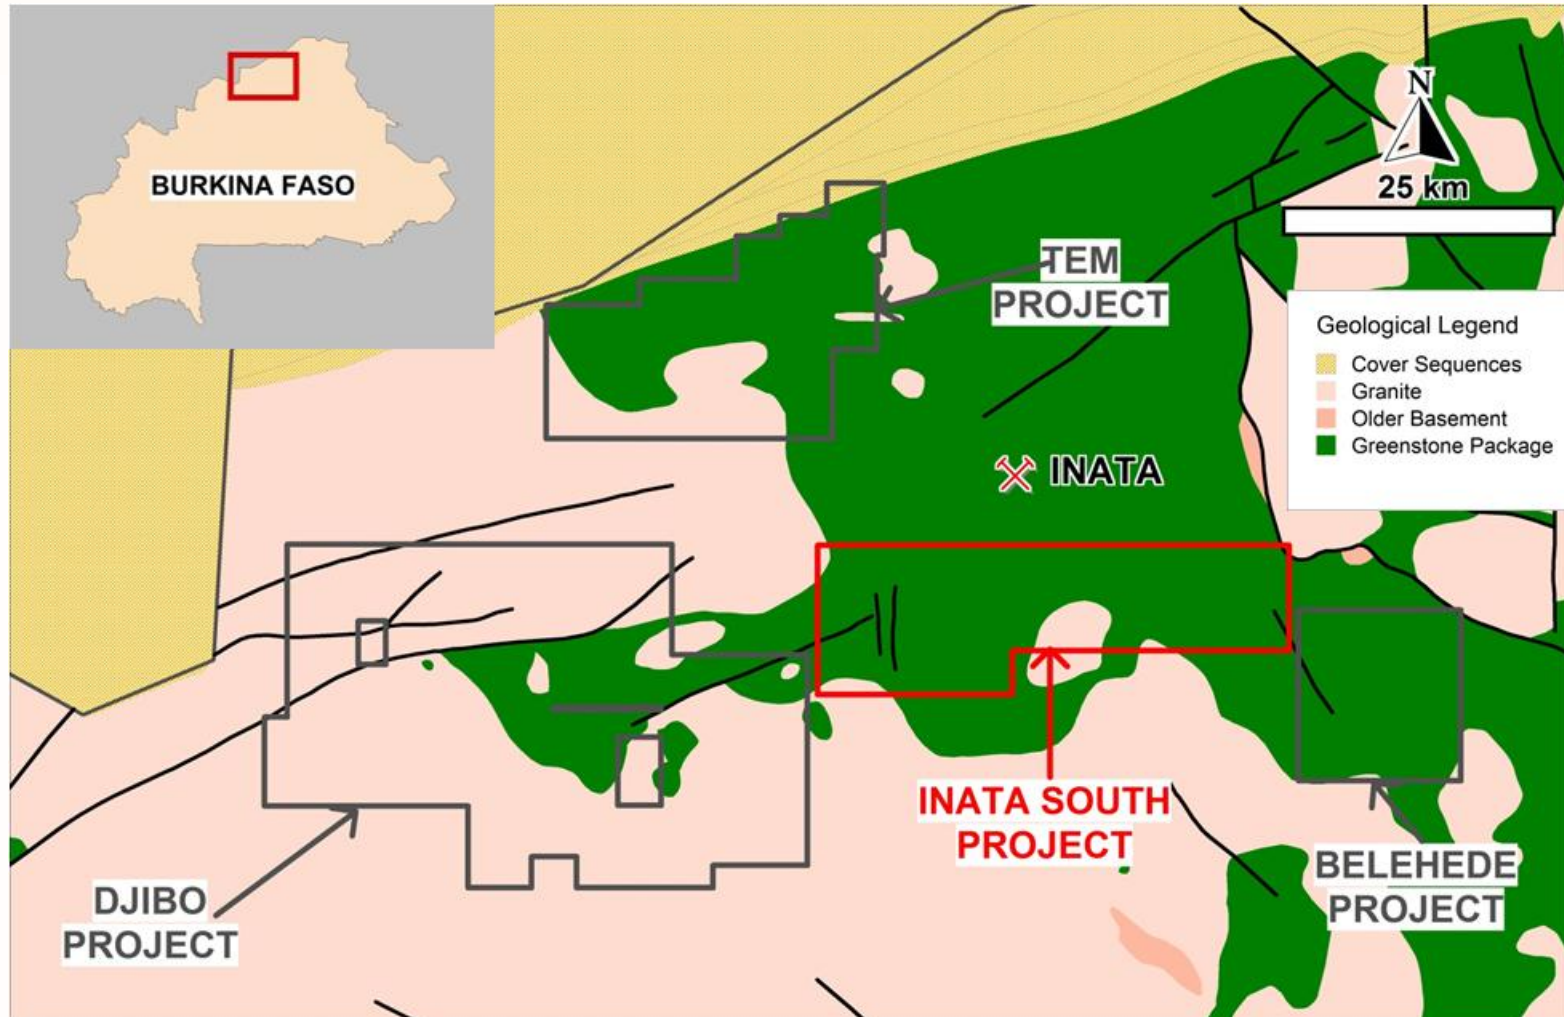 BURKINA FASO
N
25 km
TEM
PROJECT
Geological Legend
Cover Sequences
Granite
Older Basement
Greenstone Package
INATA
INATA SOUTH
PROJECT
BELEHEDE
PROJECT
DJIBO
PROJECT